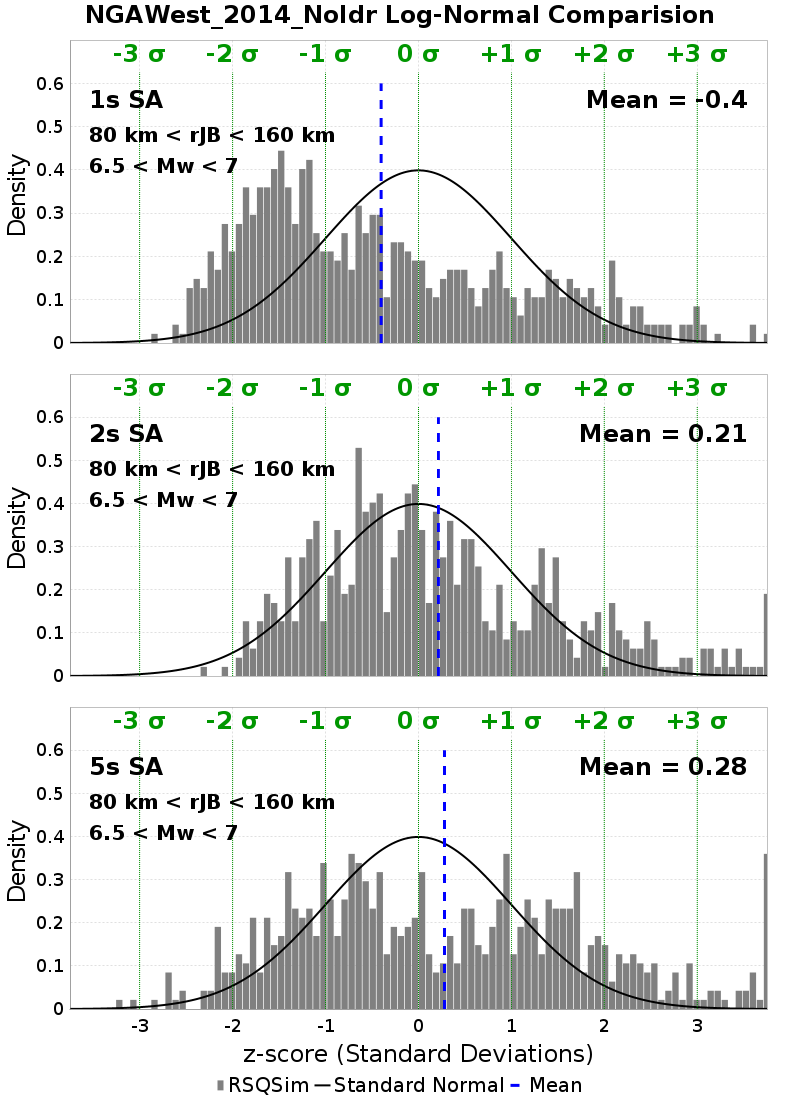 NGAWest_2014_NoIdr Log-Normal Comparision
-3 σ -2 σ -1 σ 0 σ +1 σ +2 σ +3 σ
1s SA
Mean = -0.4
80 km < rJB < 160 km
6.5 < Mw < 7
Density
0.6
0.5
0.4
0.3
0.2
0.1
0
-3 σ -2 σ -1 σ 0 σ +1 σ +2 σ +3 σ
2s SA
Mean = 0.21
80 km < rJB < 160 km
6.5 < Mw < 7
Density
0.6
0.5
0.4
0.3
0.2
0.1
0
-3 σ -2 σ -1 σ 0 σ +1 σ +2 σ +3 σ
5s SA
Mean = 0.28
80 km < rJB < 160 km
6.5 < Mw < 7
Density
0.6
0.5
0.4
0.3
0.2
0.1
0
-3 -2 -1 0 1 2 3
z-score (Standard Deviations)
RSQSim Standard Normal Mean